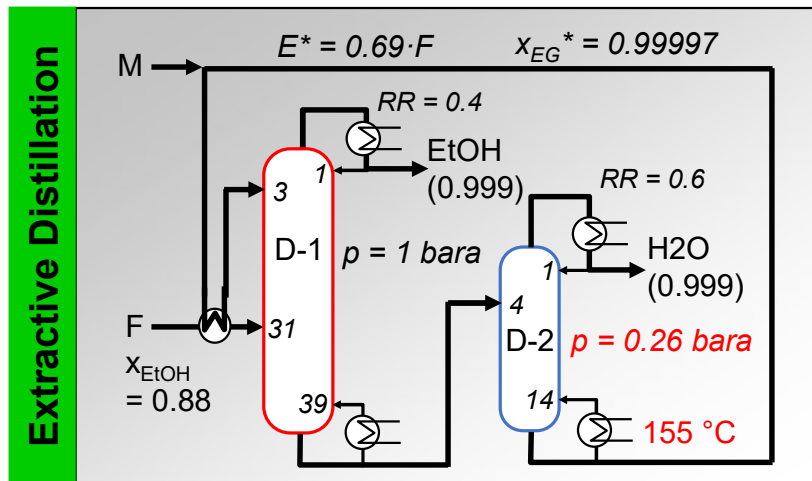 Extractive Distillation
M
E* = 0.69·F
xEG* = 0.99997
RR = 0.4
1
EtOH
(0.999)
3
D-1
p = 1 bara
F
31
xEtOH
= 0.88
39
RR = 0.6
1
H2O
(0.999)
4
D-2
p = 0.26 bara
14
155 °C